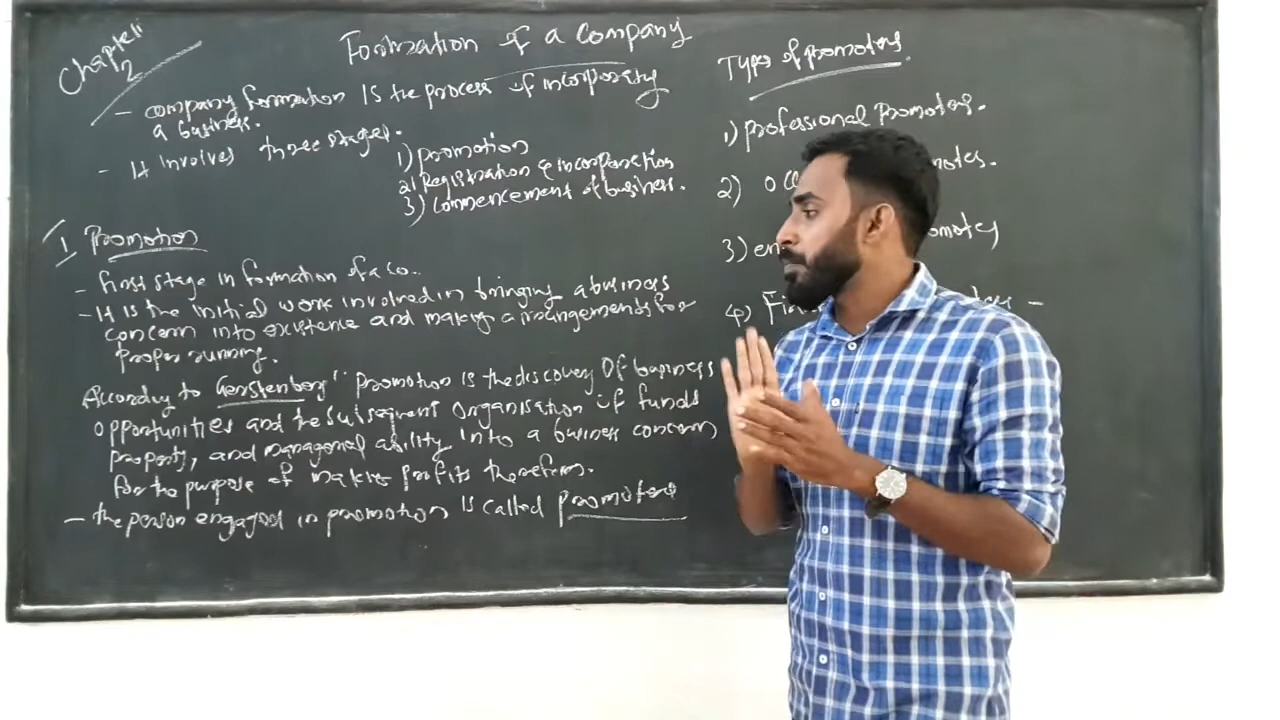 Chapter
2
Formation of a Company
- company formation is the process of incorporating
a business.
- It involves three stages.
1) promotion
2) Registration & incorporation
3) commencement of business.
I Promotion
- first stage in formation of a co..
- It is the initial work involved in bringing a business
concern into existence and making arrangements for
proper running.
According to Gerstenberg " promotion is the discovery of business
opportunities and the subsequent organisation of funds
property, and managerial ability into a business concern
for the purpose of making profits therefrom.
- the person engaged in promotion is called promoters
Types of promoters.
1) professional promoters.
2)
3)
4)